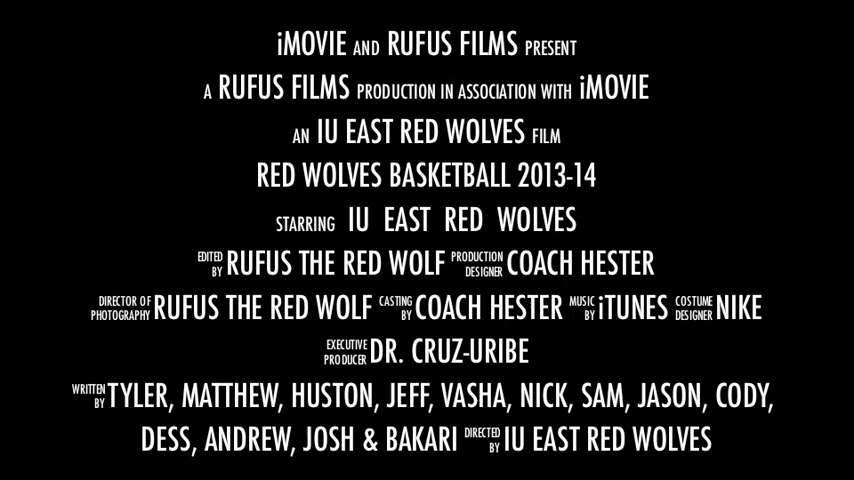 iMOVIE AND RUFUS FILMS PRESENT
A RUFUS FILMS PRODUCTION IN ASSOCIATION WITH iMOVIE
AN IU EAST RED WOLVES FILM
RED WOLVES BASKETBALL 2013-14
STARRING IU EAST RED WOLVES
EDITED BY RUFUS THE RED WOLF PRODUCTION DESIGNER COACH HESTER
DIRECTOR OF PHOTOGRAPHY RUFUS THE RED WOLF CASTING BY COACH HESTER MUSIC BY iTUNES COSTUME DESIGNER NIKE
EXECUTIVE PRODUCER DR. CRUZ-URIBE
WRITTEN BY TYLER, MATTHEW, HUSTON, JEFF, VASHA, NICK, SAM, JASON, CODY,
DESS, ANDREW, JOSH & BAKARI DIRECTED BY IU EAST RED WOLVES